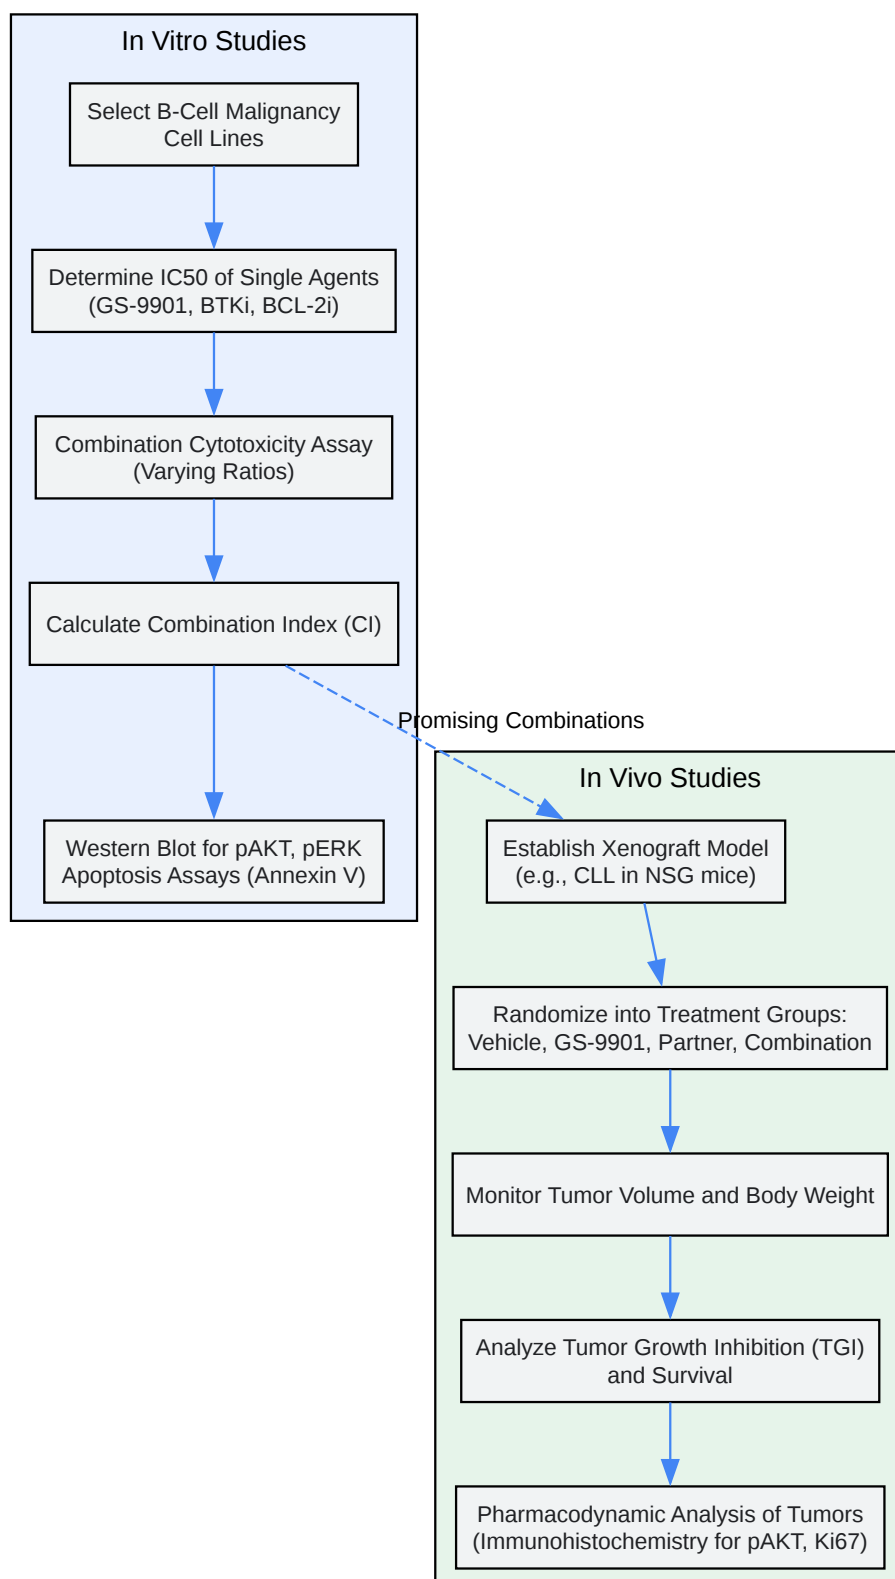 In Vitro Studies
Select B-Cell Malignancy
Cell Lines
Determine IC50 of Single Agents
(GS-9901, BTKi, BCL-2i)
Combination Cytotoxicity Assay
(Varying Ratios)
Calculate Combination Index (CI)
Western Blot for pAKT, pERK
Apoptosis Assays (Annexin V)
Promising Combinations
In Vivo Studies
Establish Xenograft Model
(e.g., CLL in NSG mice)
Randomize into Treatment Groups:
Vehicle, GS-9901, Partner, Combination
Monitor Tumor Volume and Body Weight
Analyze Tumor Growth Inhibition (TGI)
and Survival
Pharmacodynamic Analysis of Tumors
(Immunohistochemistry for pAKT, Ki67)